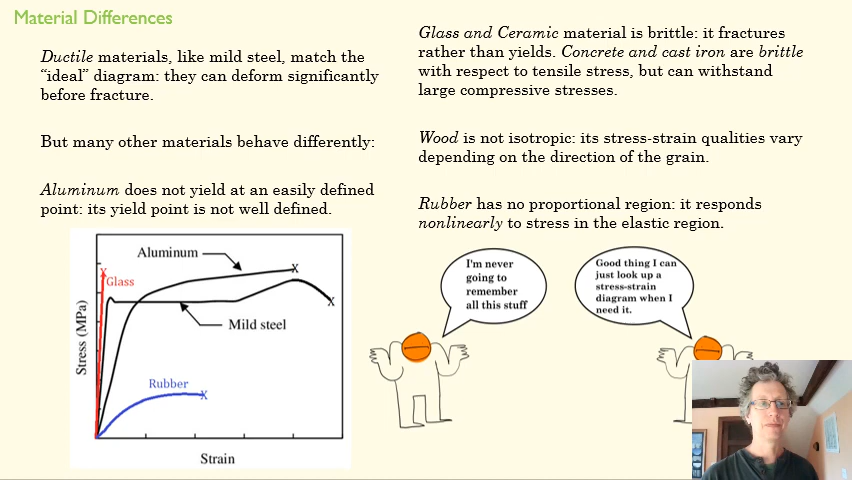 Material Differences
Ductile materials, like mild steel, match the
“ideal” diagram: they can deform significantly
before fracture.
But many other materials behave differently:
Aluminum does not yield at an easily defined
point: its yield point is not well defined.
Glass and Ceramic material is brittle: it fractures
rather than yields. Concrete and cast iron are brittle
with respect to tensile stress, but can withstand
large compressive stresses.
Wood is not isotropic: its stress-strain qualities vary
depending on the direction of the grain.
Rubber has no proportional region: it responds
nonlinearly to stress in the elastic region.
Aluminum
X
X
Glass
X
Mild steel
Rubber
X
Stress (MPa)
Strain
I'm never
going to
remember
all this stuff
Good thing I can
just look up a
stress-strain
diagram when I
need it.